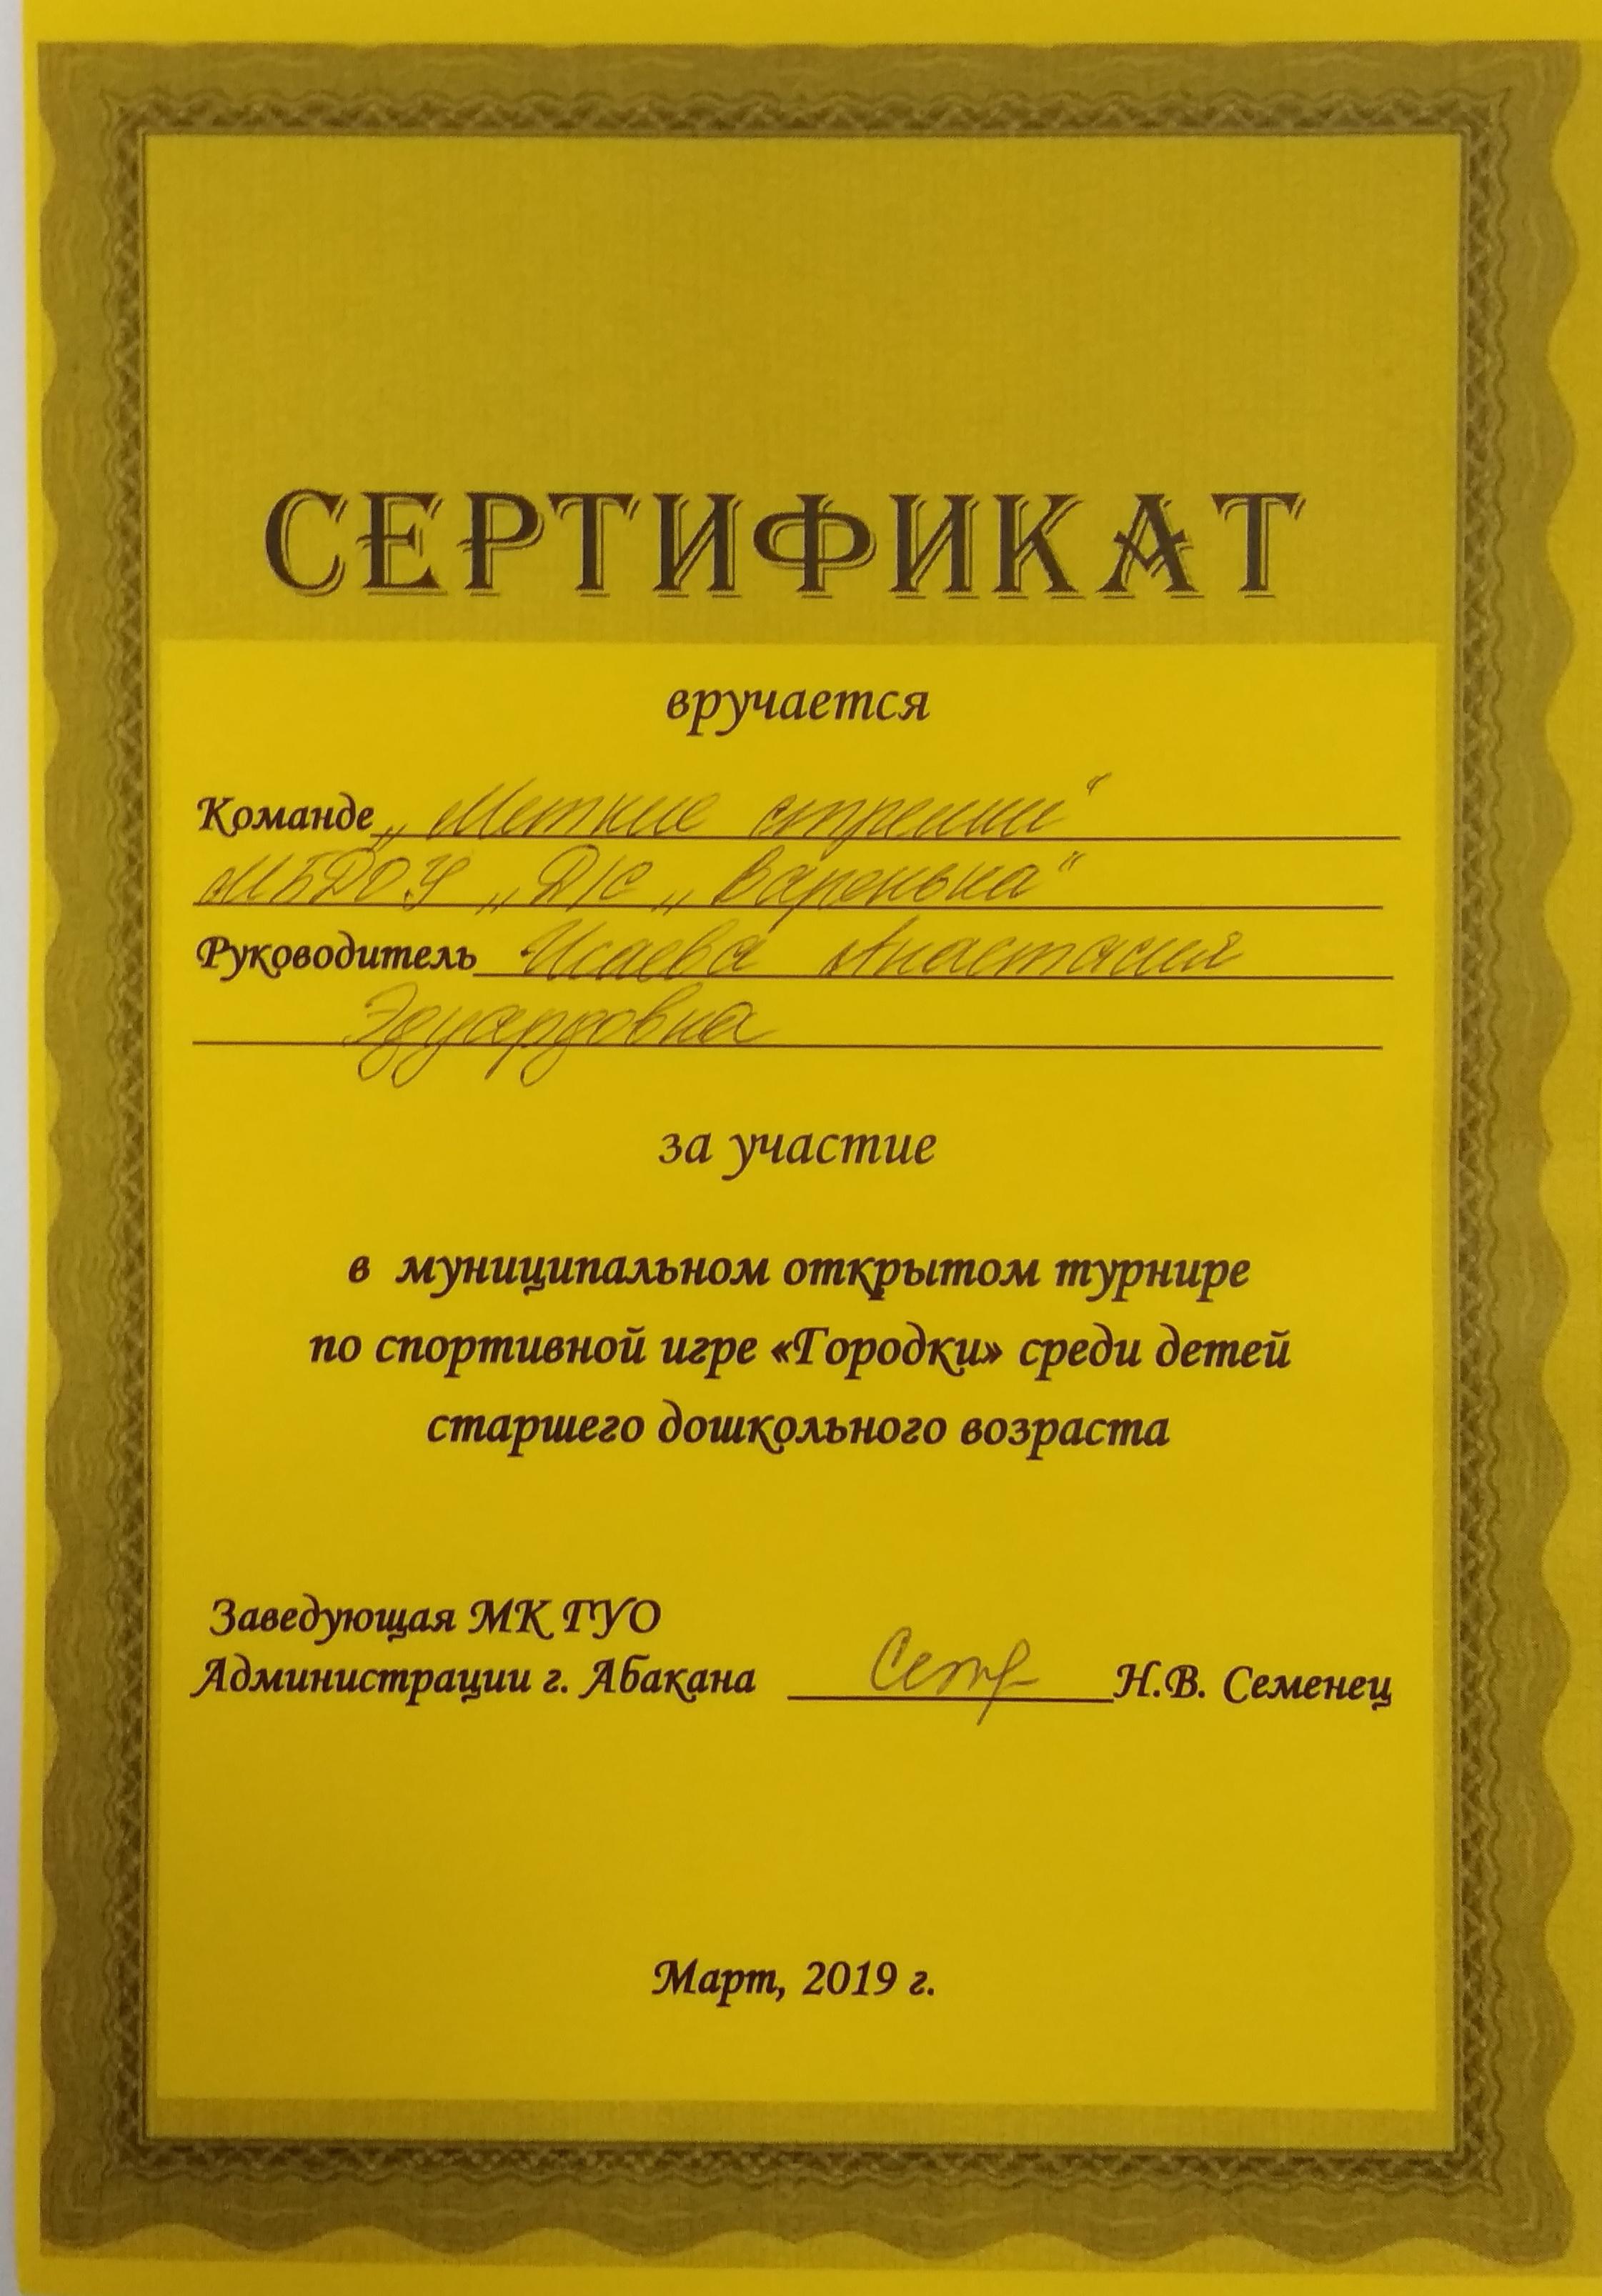 СЕРТИФИКАТ
вручается
Команде „Меткие стрелки“
МБДОУ „Д/с „Варенька“
Руководитель Исаева Анастасия
Эдуардовна
за участие
в муниципальном открытом турнире
по спортивной игре «Городки» среди детей
старшего дошкольного возраста
Заведующая МК ГУО
Администрации г. Абакана Н.В. Семенец
Март, 2019 г.